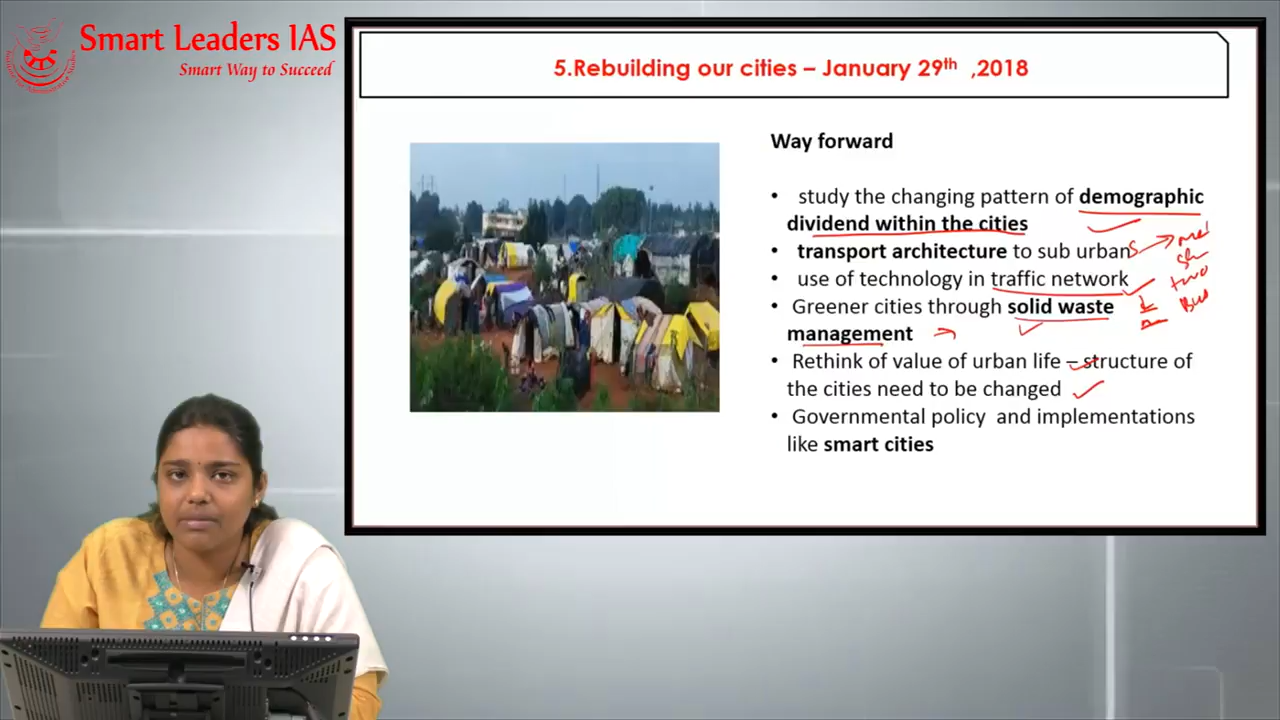 Smart Leaders IAS
Smart Way to Succeed
5.Rebuilding our cities – January 29th ,2018
Way forward
• study the changing pattern of demographic
dividend within the cities
• transport architecture to sub urbans
• use of technology in traffic network
• Greener cities through solid waste
management
• Rethink of value of urban life – structure of
the cities need to be changed
• Governmental policy and implementations
like smart cities